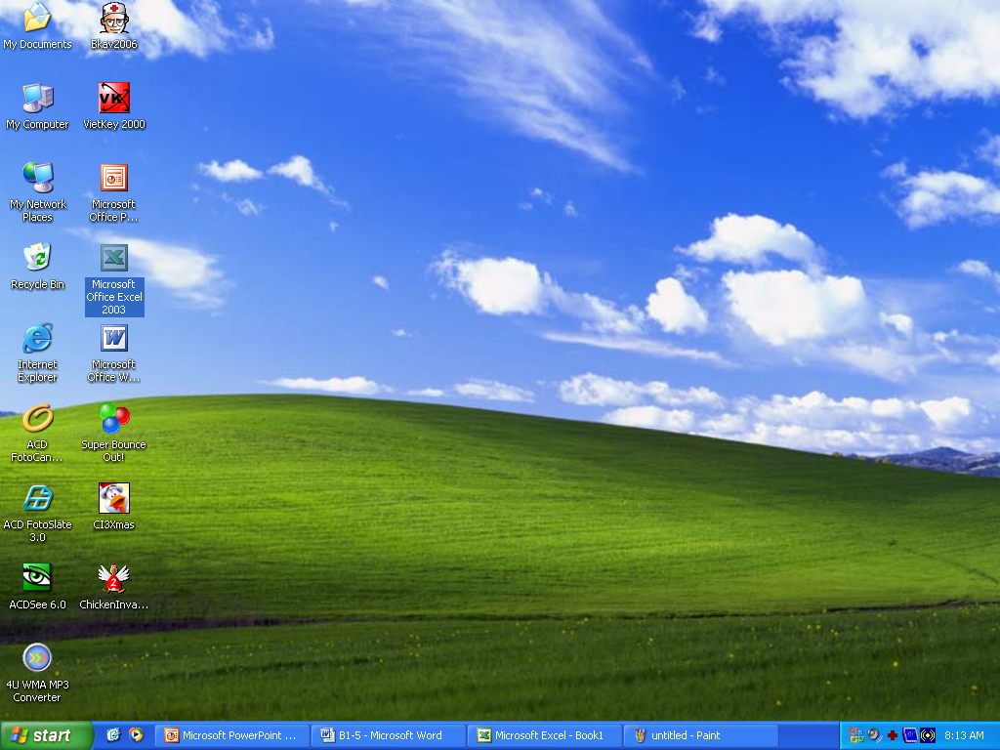 My Documents
Bkav2006
My Computer
VK
VietKey 2000
My Network
Places
Microsoft
Office P...
Recycle Bin
Microsoft
Office Excel
2003
Internet
Explorer
W
Microsoft
Office W...
ACD
FotoCan...
Super Bounce
Out!
ACD FotoSlate
3.0
CI3Xmas
ACDSee 6.0
2
ChickenInva...
4U WMA MP3
Converter
start
Microsoft PowerPoint ...
B1-5 - Microsoft Word
Microsoft Excel - Book1
untitled - Paint
8:13 AM